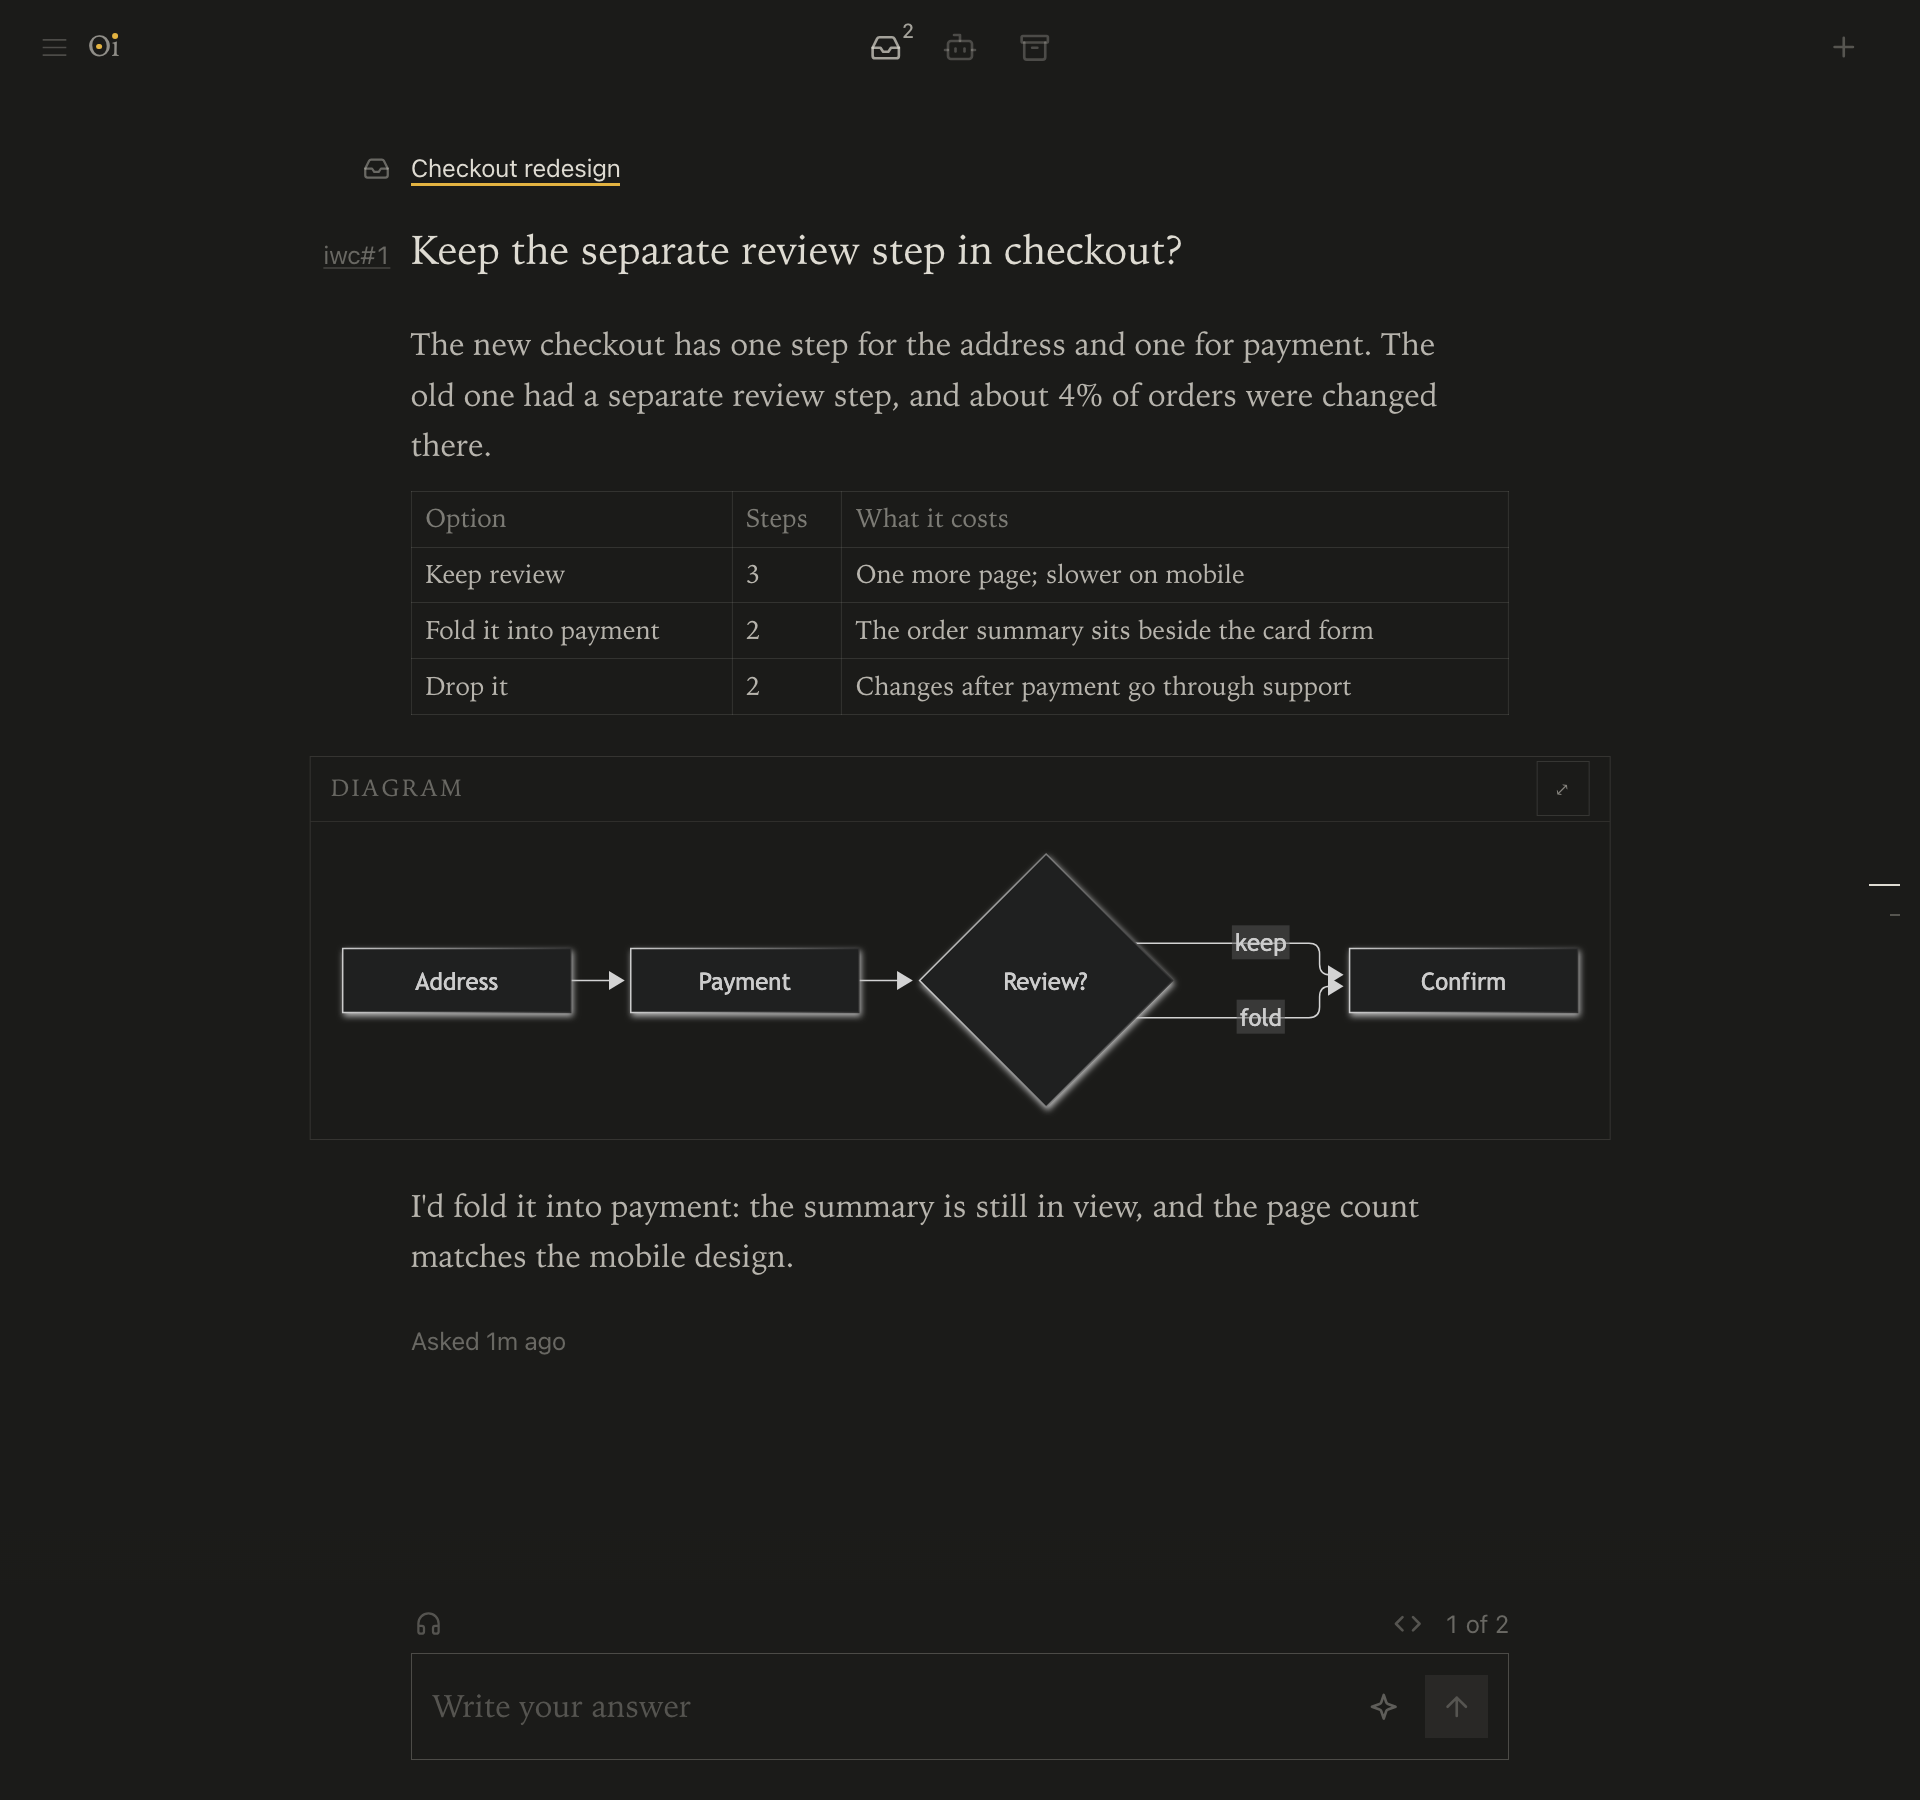 Oi
2
Checkout redesign
iwc#1
Keep the separate review step in checkout?
The new checkout has one step for the address and one for payment. The
old one had a separate review step, and about 4% of orders were changed
there.
Option Steps What it costs
Keep review 3 One more page; slower on mobile
Fold it into payment 2 The order summary sits beside the card form
Drop it 2 Changes after payment go through support
DIAGRAM
keep
Address Payment Review? Confirm
fold
I'd fold it into payment: the summary is still in view, and the page count
matches the mobile design.
Asked 1m ago
1 of 2
Write your answer